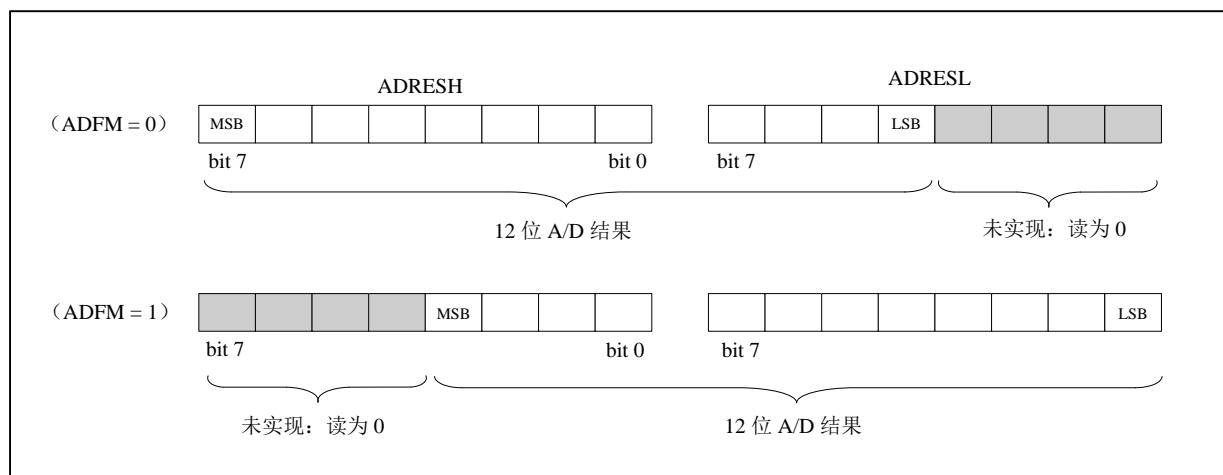 ADRESH ADRESL
（ADFM = 0） MSB LSB
bit 7 bit 0 bit 7
12 位 A/D 结果 未实现：读为 0
（ADFM = 1） MSB LSB
bit 7 bit 0 bit 7
未实现：读为 0 12 位 A/D 结果